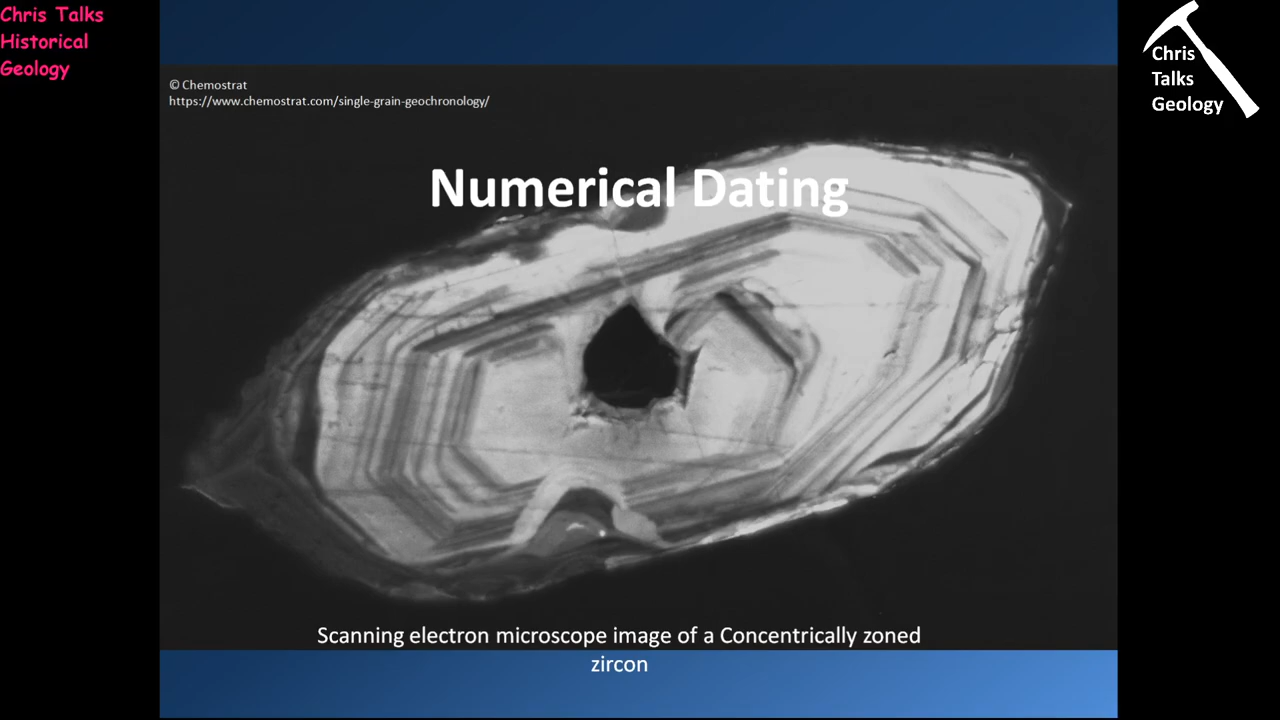 Chris Talks
Historical
Geology
Chris
Talks
Geology
© Chemostrat
https://www.chemostrat.com/single-grain-geochronology/
Numerical Dating
Scanning electron microscope image of a Concentrically zoned
zircon